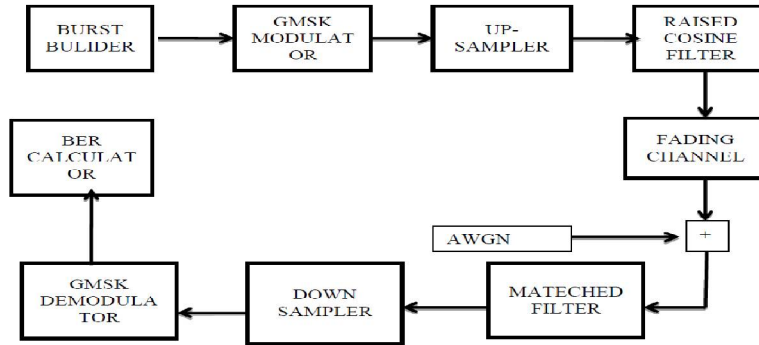 BURST
BULIDER
GMSK
MODULAT
OR
UP-
SAMPLER
RAISED
COSINE
FILTER
FADING
CHANNEL
+
AWGN
MATECHED
FILTER
DOWN
SAMPLER
GMSK
DEMODULA
TOR
BER
CALCULAT
OR